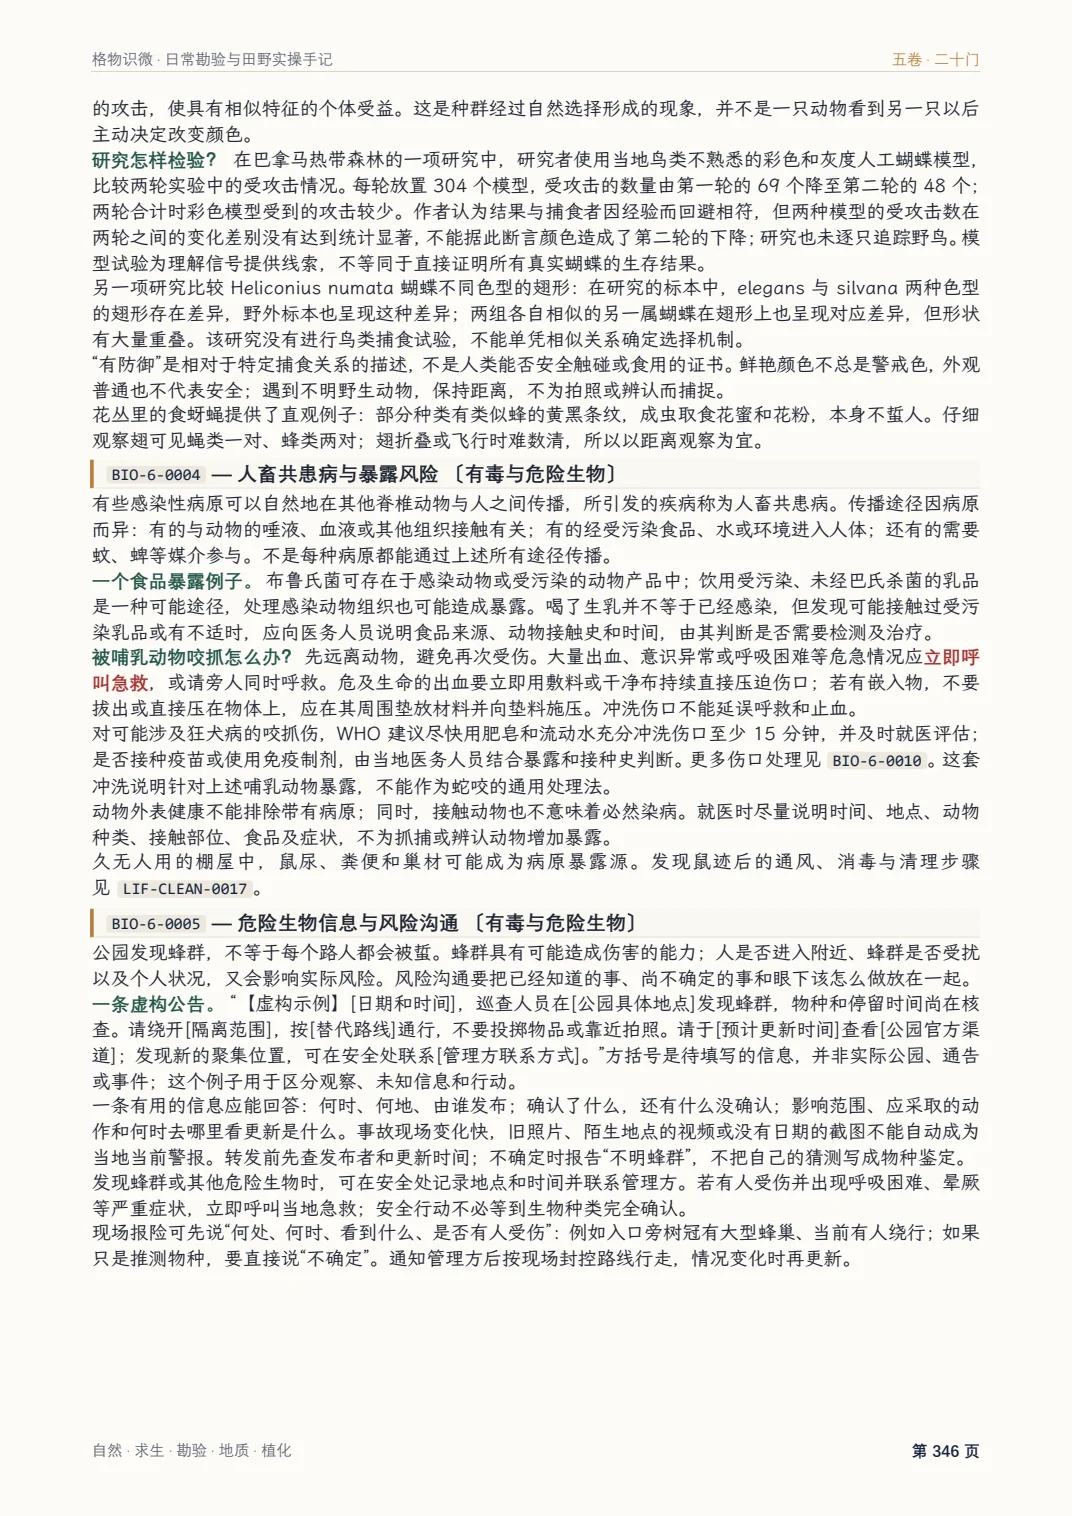 格物识微 · 日常勘验与田野实操手记
五卷 · 二十门
的攻击，使具有相似特征的个体受益。这是种群经过自然选择形成的现象，并不是一只动物看到另一只以后
主动决定改变颜色。
研究怎样检验？ 在巴拿马热带森林的一项研究中，研究者使用当地鸟类不熟悉的彩色和灰度人工蝴蝶模型，
比较两轮实验中的受攻击情况。每轮放置 304 个模型，受攻击的数量由第一轮的 69 个降至第二轮的 48 个；
两轮合计时彩色模型受到的攻击较少。作者认为结果与捕食者因经验而回避相符，但两种模型的受攻击数在
两轮之间的变化差别没有达到统计显著，不能据此断言颜色造成了第二轮的下降；研究也未逐只追踪野鸟。模
型试验为理解信号提供线索，不等同于直接证明所有真实蝴蝶的生存结果。
另一项研究比较 Heliconius numata 蝴蝶不同色型的翅形：在研究的标本中，elegans 与 silvana 两种色型
的翅形存在差异，野外标本也呈现这种差异；两组各自相似的另一属蝴蝶在翅形上也呈现对应差异，但形状
有大量重叠。该研究没有进行鸟类捕食试验，不能单凭相似关系确定选择机制。
“有防御”是相对于特定捕食关系的描述，不是人类能否安全触碰或食用的证书。鲜艳颜色不总是警戒色，外观
普通也不代表安全；遇到不明野生动物，保持距离，不为拍照或辨认而捕捉。
花丛里的食蚜蝇提供了直观例子：部分种类有类似蜂的黄黑条纹，成虫取食花蜜和花粉，本身不蜇人。仔细
观察翅可见蝇类一对、蜂类两对；翅折叠或飞行时难数清，所以以距离观察为宜。
BIO-6-0004 — 人畜共患病与暴露风险 〔有毒与危险生物〕
有些感染性病原可以自然地在其他脊椎动物与人之间传播，所引发的疾病称为人畜共患病。传播途径因病原
而异：有的与动物的唾液、血液或其他组织接触有关；有的经受污染食品、水或环境进入人体；还有的需要
蚊、蜱等媒介参与。不是每种病原都能通过上述所有途径传播。
一个食品暴露例子。 布鲁氏菌可存在于感染动物或受污染的动物产品中；饮用受污染、未经巴氏杀菌的乳品
是一种可能途径，处理感染动物组织也可能造成暴露。喝了生乳并不等于已经感染，但发现可能接触过受污
染乳品或有不适时，应向医务人员说明食品来源、动物接触史和时间，由其判断是否需要检测及治疗。
被哺乳动物咬抓怎么办？ 先远离动物，避免再次受伤。大量出血、意识异常或呼吸困难等危急情况应立即呼
叫急救，或请旁人同时呼救。危及生命的出血要立即用敷料或干净布持续直接压迫伤口；若有嵌入物，不要
拔出或直接压在物体上，应在其周围垫放材料并向垫料施压。冲洗伤口不能延误呼救和止血。
对可能涉及狂犬病的咬抓伤，WHO 建议尽快用肥皂和流动水充分冲洗伤口至少 15 分钟，并及时就医评估；
是否接种疫苗或使用免疫制剂，由当地医务人员结合暴露和接种史判断。更多伤口处理见 BIO-6-0010 。这套
冲洗说明针对上述哺乳动物暴露，不能作为蛇咬的通用处理法。
动物外表健康不能排除带有病原；同时，接触动物也不意味着必然染病。就医时尽量说明时间、地点、动物
种类、接触部位、食品及症状，不为抓捕或辨认动物增加暴露。
久无人用的棚屋中，鼠尿、粪便和巢材可能成为病原暴露源。发现鼠迹后的通风、消毒与清理步骤
见 LIF-CLEAN-0017 。
BIO-6-0005 — 危险生物信息与风险沟通 〔有毒与危险生物〕
公园发现蜂群，不等于每个路人都会被蜇。蜂群具有可能造成伤害的能力；人是否进入附近、蜂群是否受扰
以及个人状况，又会影响实际风险。风险沟通要把已经知道的事、尚不确定的事和眼下该怎么做放在一起。
一条虚构公告。 “【虚构示例】[日期和时间]，巡查人员在[公园具体地点]发现蜂群，物种和停留时间尚在核
查。请绕开[隔离范围]，按[替代路线]通行，不要投掷物品或靠近拍照。请于[预计更新时间]查看[公园官方渠
道]；发现新的聚集位置，可在安全处联系[管理方联系方式]。”方括号是待填写的信息，并非实际公园、通告
或事件；这个例子用于区分观察、未知信息和行动。
一条有用的信息应能回答：何时、何地、由谁发布；确认了什么，还有什么没确认；影响范围、应采取的动
作和何时去哪里看更新是什么。事故现场变化快，旧照片、陌生地点的视频或没有日期的截图不能自动成为
当地当前警报。转发前先查发布者和更新时间；不确定时报告“不明蜂群”，不把自己的猜测写成物种鉴定。
发现蜂群或其他危险生物时，可在安全处记录地点和时间并联系管理方。若有人受伤并出现呼吸困难、晕厥
等严重症状，立即呼叫当地急救；安全行动不必等到生物种类完全确认。
现场报险可先说“何处、何时、看到什么、是否有人受伤”：例如入口旁树冠有大型蜂巢、当前有人绕行；如果
只是推测物种，要直接说“不确定”。通知管理方后按现场封控路线行走，情况变化时再更新。
自然 · 求生 · 勘验 · 地质 · 植化
第 346 页